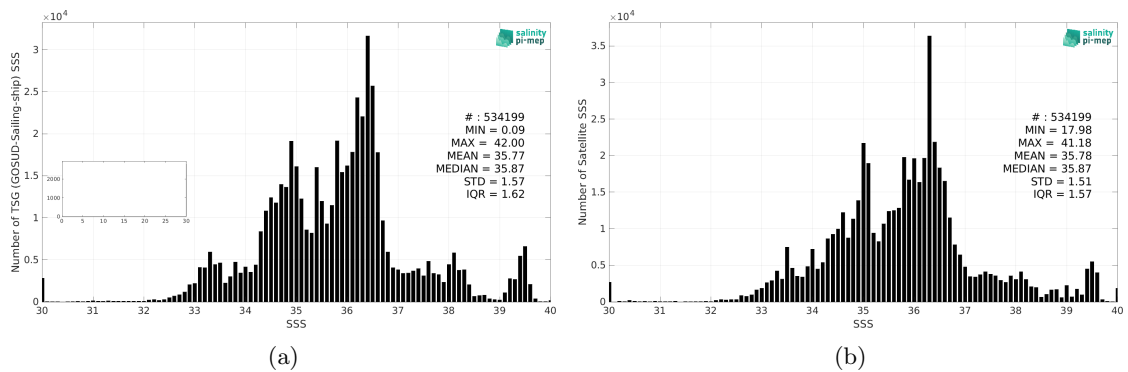 ×10⁴
salinity
pi-mep
Number of TSG (GOSUD-Sailing-ship) SSS
3
2.5
2
1.5
1
0.5
0
# : 534199
MIN = 0.09
MAX = 42.00
MEAN = 35.77
MEDIAN = 35.87
STD = 1.57
IQR = 1.62
2000
1000
0
0 5 10 15 20 25 30
30 31 32 33 34 35 36 37 38 39 40
SSS
(a)
×10⁴
salinity
pi-mep
Number of Satellite SSS
3.5
3
2.5
2
1.5
1
0.5
0
# : 534199
MIN = 17.98
MAX = 41.18
MEAN = 35.78
MEDIAN = 35.87
STD = 1.51
IQR = 1.57
30 31 32 33 34 35 36 37 38 39 40
SSS
(b)